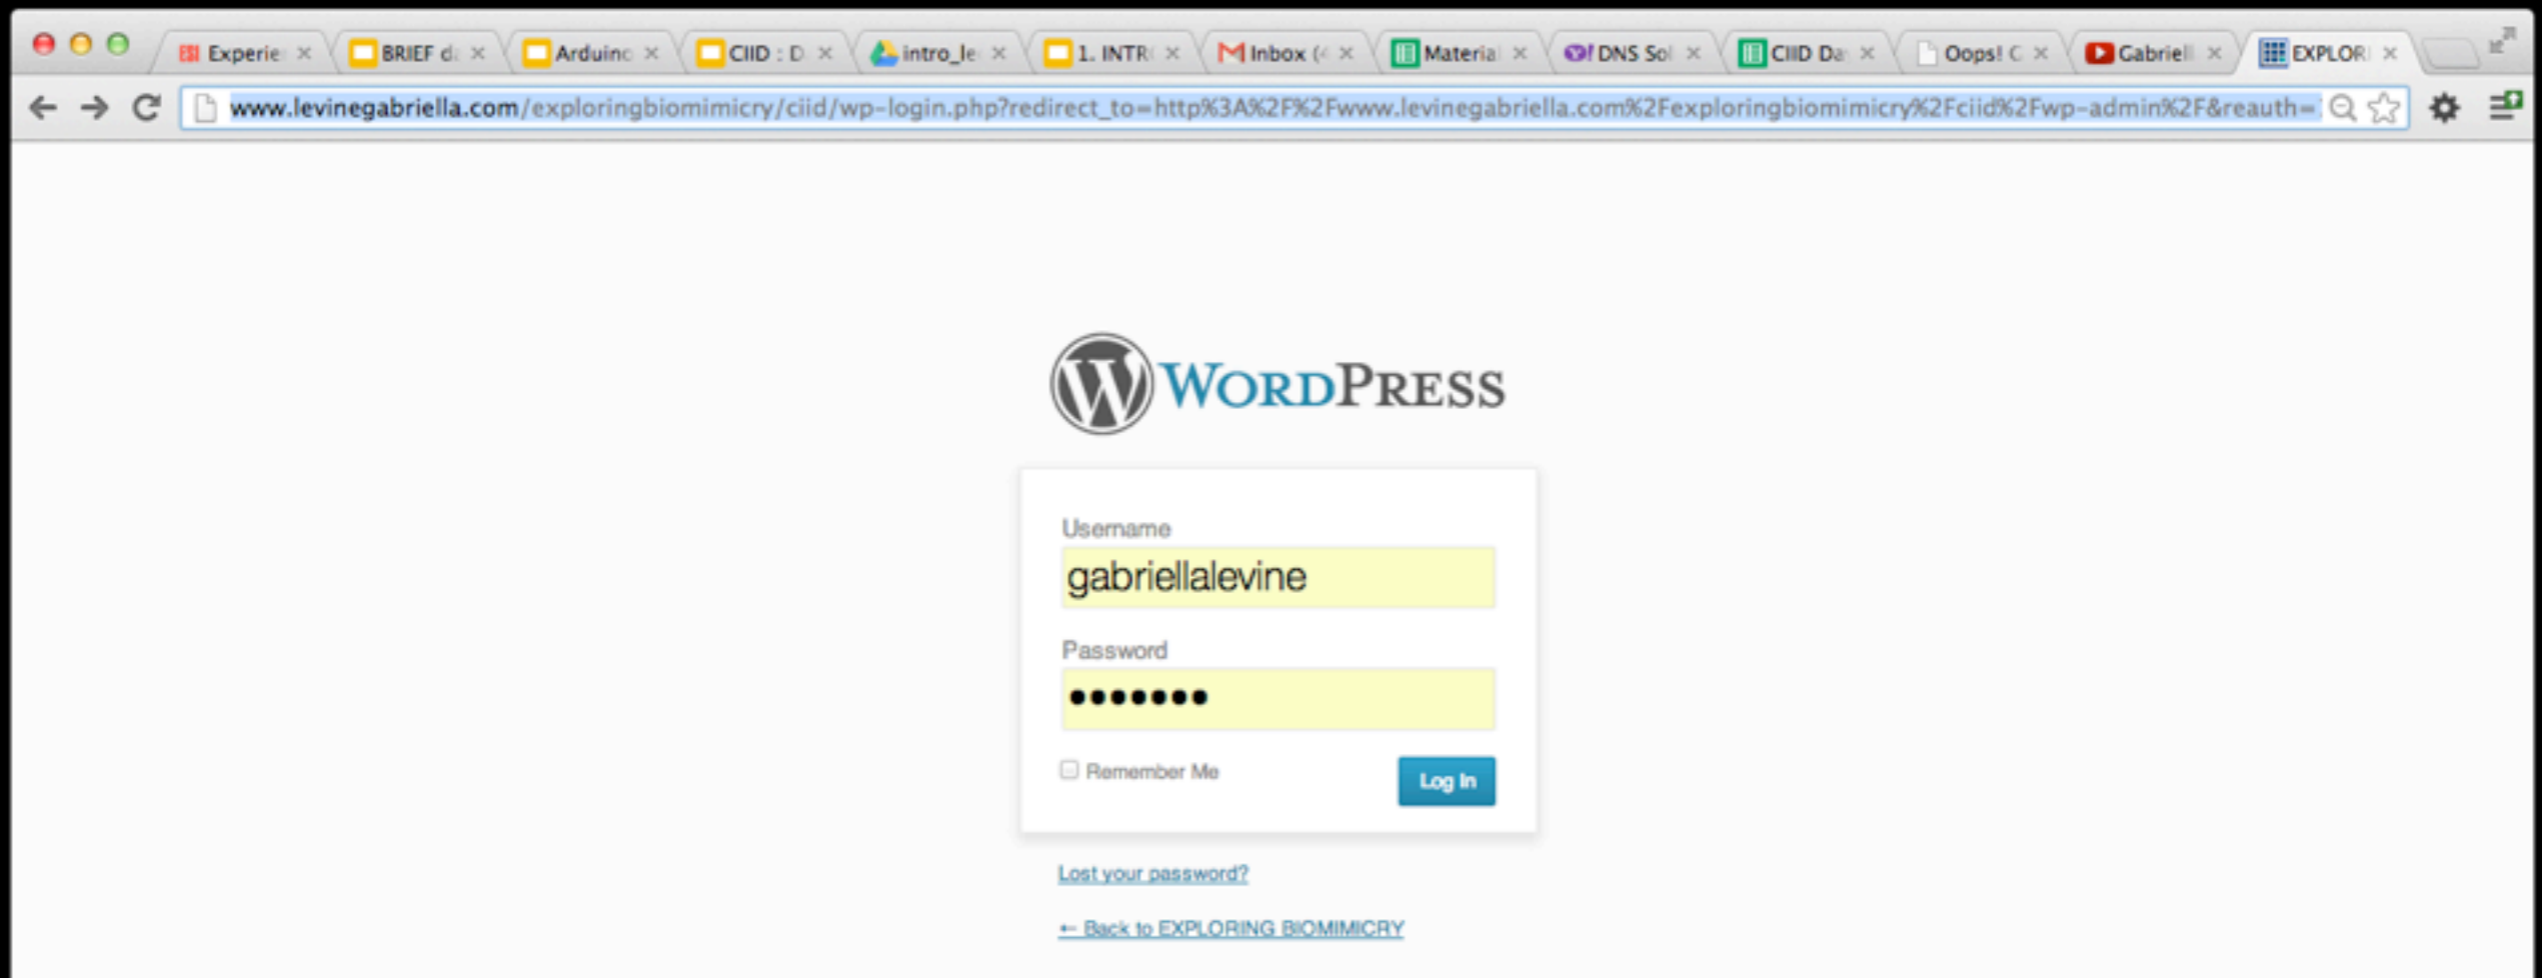 Experie BRIEF d Arduino CIID : D intro_le 1. INTR Inbox ( Material DNS Sol CIID Da Oops! C Gabriell EXPLOR
www.levinegabriella.com/exploringbiomimicry/ciid/wp-login.php?redirect_to=http%3A%2F%2Fwww.levinegabriella.com%2Fexploringbiomimicry%2Fciid%2Fwp-admin%2F&reauth=
WORDPRESS
Username
gabriellalevine
Password
•••••••
Remember Me
Log In
Lost your password?
← Back to EXPLORING BIOMIMICRY